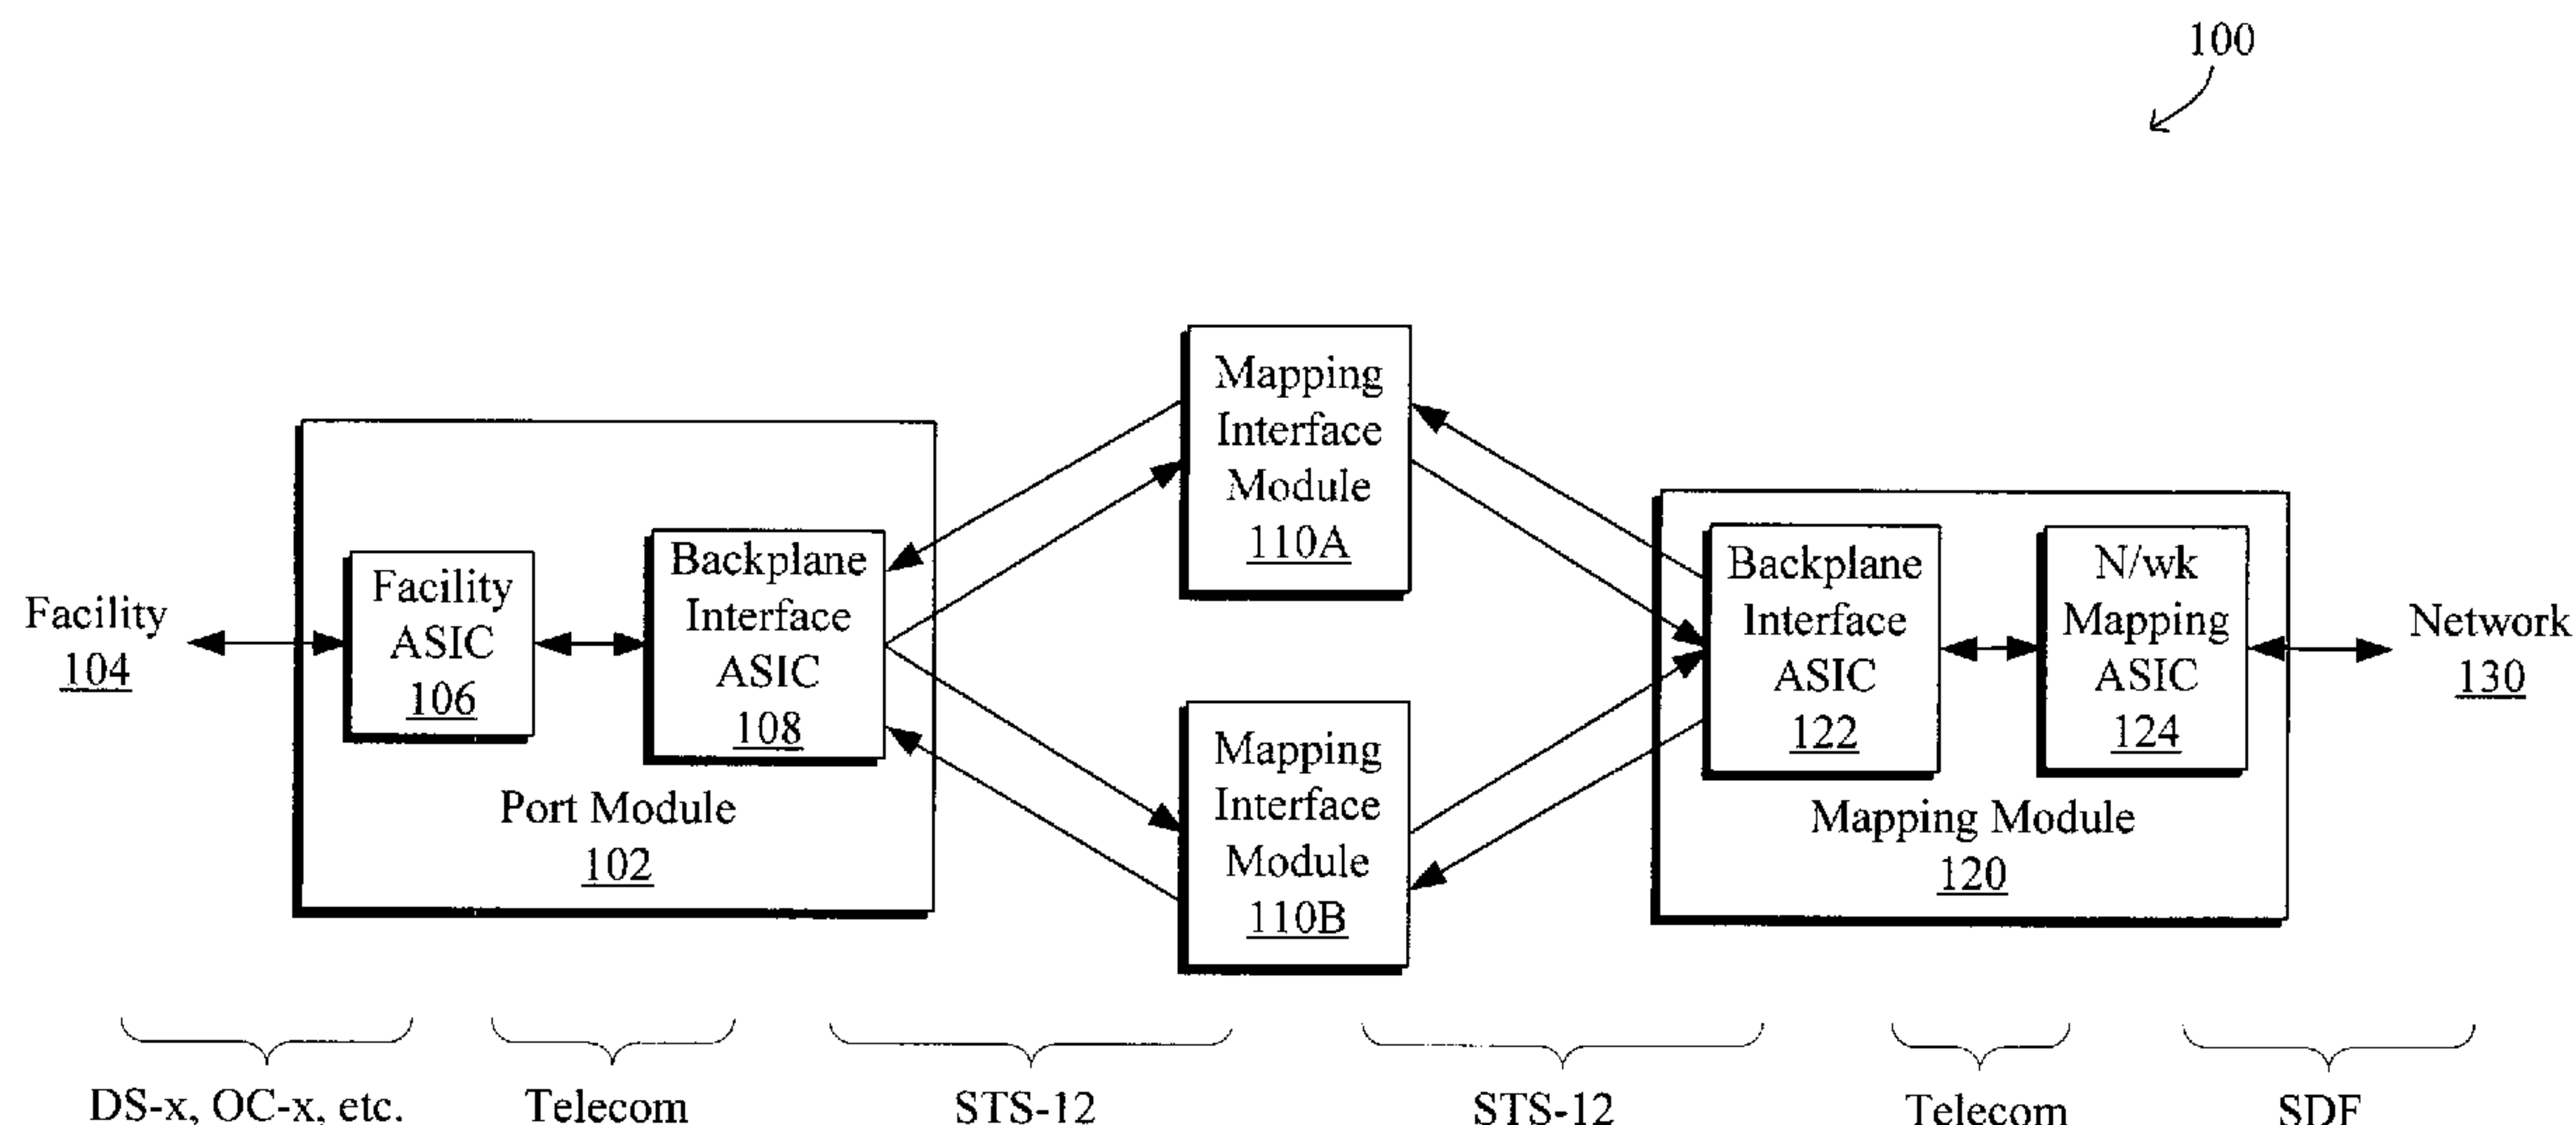 100
Facility
104
Facility
ASIC
106
Backplane
Interface
ASIC
108
Port Module
102
Mapping
Interface
Module
110A
Mapping
Interface
Module
110B
Backplane
Interface
ASIC
122
N/wk
Mapping
ASIC
124
Mapping Module
120
Network
130
DS-x, OC-x, etc.
Telecom
STS-12
STS-12
Telecom
SDF